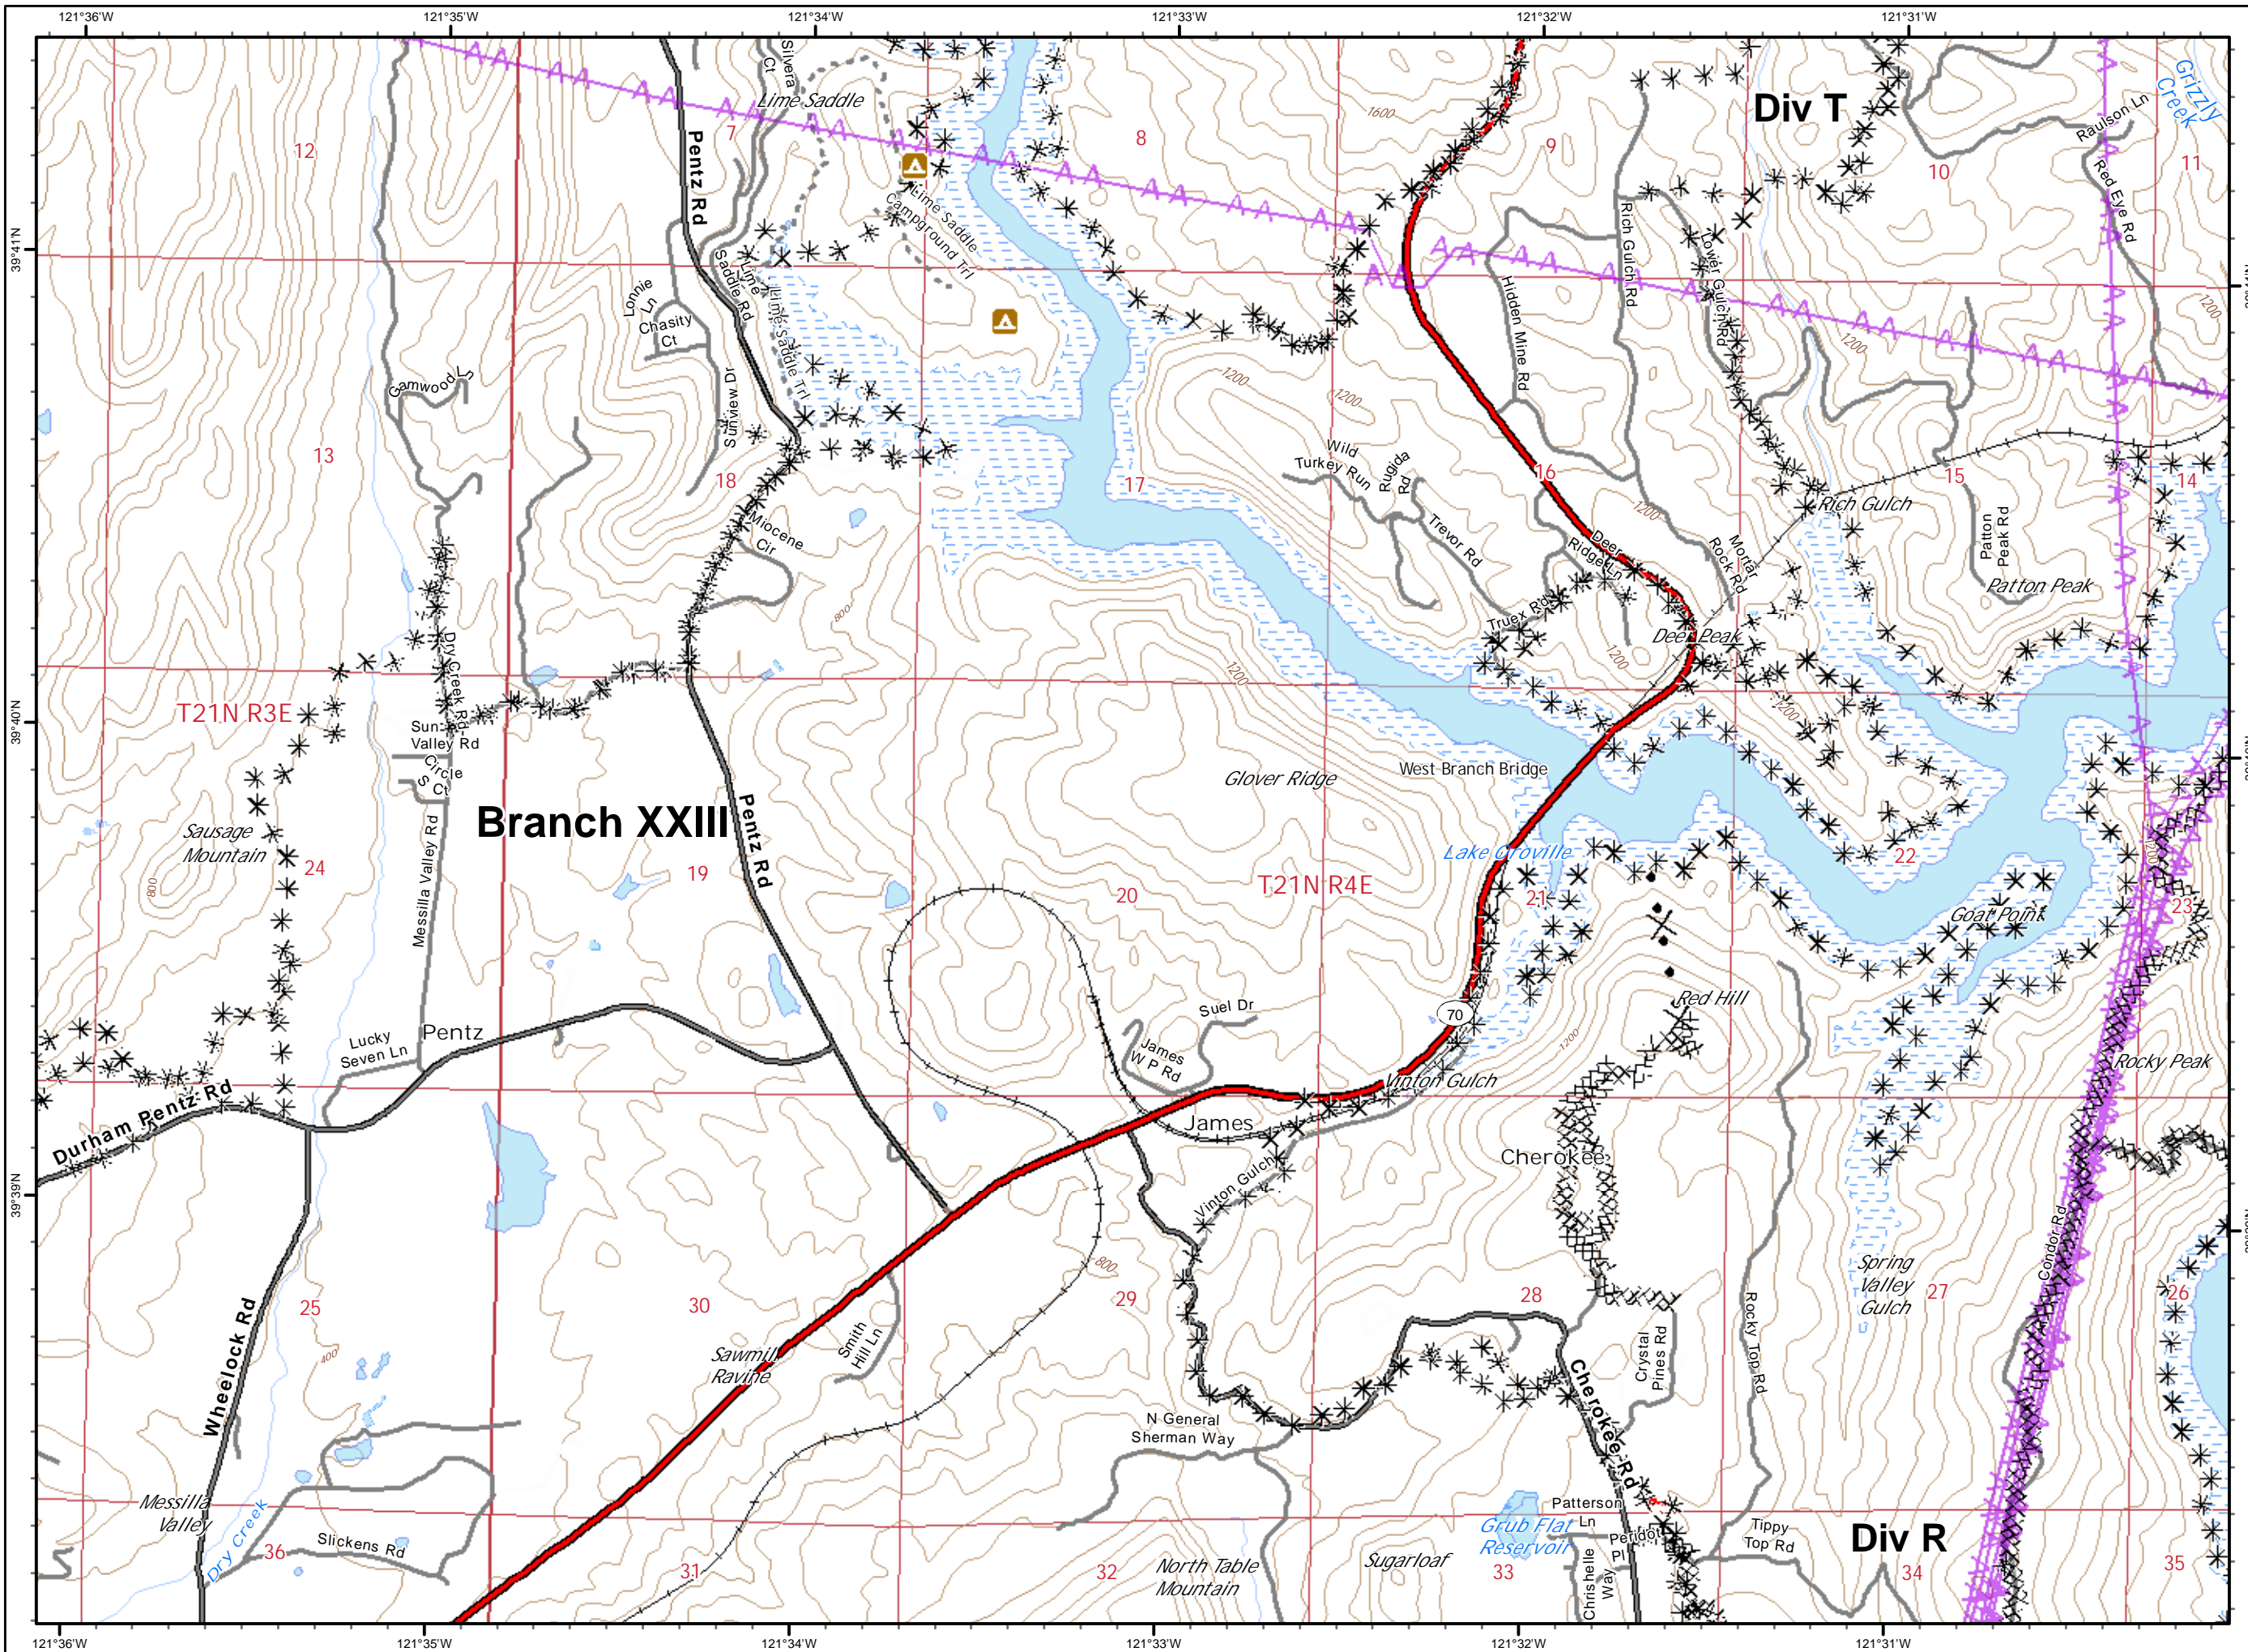 121°36'W 121°35'W 121°34'W 121°33'W 121°32'W 121°31'W
Silvera
Ct
Lime Saddle
Div T
Grizzly
Creek
Raulson Ln
1600
12
7
8
9
10
11
Pentz Rd
Red Eye Rd
Lime Saddle
Campground Trl
39°41'N
Lime
Saddle Rd
Lime Saddle Trl
Rich Gulch Rd
Lower Gulch Rd
Hidden Mine Rd
Lonnie
Ln
Chasity
Ct
1200
1200
1200
1200
Gamwood Ln
Sunview Dr
Wild
Turkey Run
Rugida
Rd
13
18
17
16
15
14
Rich Gulch
1200
Miocene
Cir
Trevor Rd
Deer
Ridge Ln
Mortar
Rock Rd
Patton
Peak Rd
Patton Peak
800
Truex Rd
Deer Peak
Dry Creek Rd
1200
1200
1200
39°40'N
T21N R3E
Sun
Valley Rd
Circle
S Ct
West Branch Bridge
Glover Ridge
Branch XXIII
Pentz Rd
Sausage
Mountain
Messilla Valley Rd
Lake Oroville
1200
24
19
20
T21N R4E
21
22
23
800
Goat Point
Suel Dr
70
Red Hill
Pentz
Lucky
Seven Ln
James
W P Rd
1200
Rocky Peak
Vinton Gulch
Durham Pentz Rd
James
Cherokee
39°39'N
Vinton Gulch
Condor Rd
800
Spring
Valley
Gulch
25
30
29
28
27
26
Wheelock Rd
Smith
Hill Ln
Rocky Top Rd
Crystal
Pines Rd
400
Sawmill
Ravine
Cherokee Rd
N General
Sherman Way
Messilla
Valley
Dry Creek
Slickens Rd
Patterson
Ln
Grub Flat
Reservoir
Peridot
Pl
Tippy
Top Rd
Div R
36
31
32
North Table
Mountain
Sugarloaf
33
Chrishelle
Way
34
35
121°36'W 121°35'W 121°34'W 121°33'W 121°32'W 121°31'W